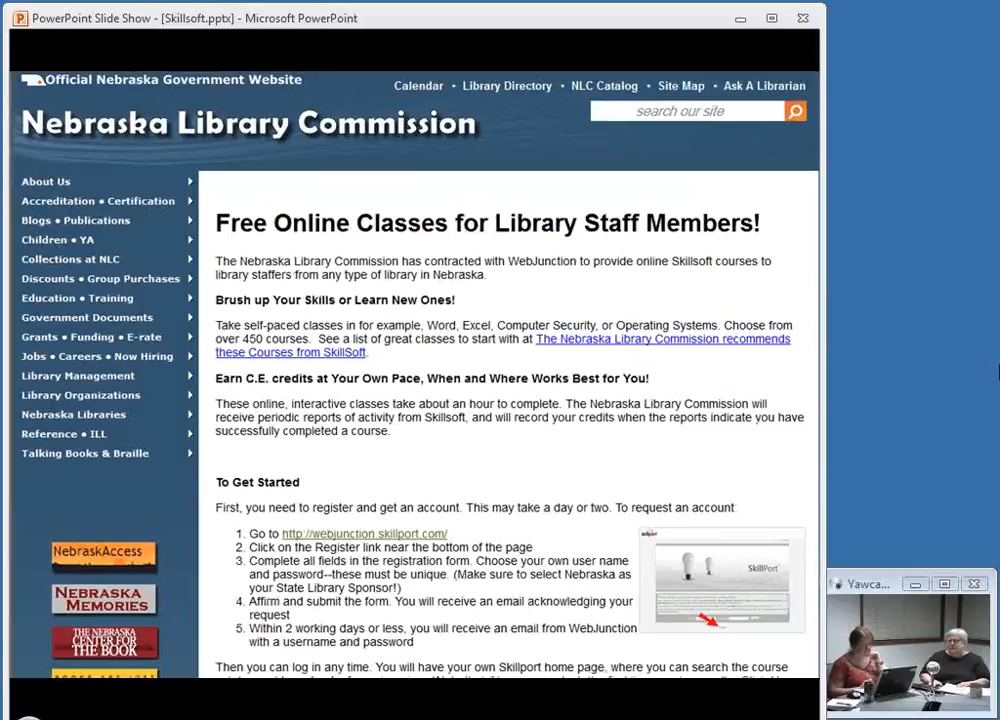 PowerPoint Slide Show - [Skillsoft.pptx] - Microsoft PowerPoint
Official Nebraska Government Website
Calendar • Library Directory • NLC Catalog • Site Map • Ask A Librarian
Nebraska Library Commission
search our site
About Us
Accreditation • Certification
Blogs • Publications
Children • YA
Collections at NLC
Discounts • Group Purchases
Education • Training
Government Documents
Grants • Funding • E-rate
Jobs • Careers • Now Hiring
Library Management
Library Organizations
Nebraska Libraries
Reference • ILL
Talking Books & Braille
NebraskAccess
NEBRASKA
MEMORIES
THE NEBRASKA
CENTER FOR
THE BOOK
Free Online Classes for Library Staff Members!
The Nebraska Library Commission has contracted with WebJunction to provide online Skillsoft courses to
library staffers from any type of library in Nebraska.
Brush up Your Skills or Learn New Ones!
Take self-paced classes in for example, Word, Excel, Computer Security, or Operating Systems. Choose from
over 450 courses. See a list of great classes to start with at The Nebraska Library Commission recommends
these Courses from SkillSoft.
Earn C.E. credits at Your Own Pace, When and Where Works Best for You!
These online, interactive classes take about an hour to complete. The Nebraska Library Commission will
receive periodic reports of activity from Skillsoft, and will record your credits when the reports indicate you have
successfully completed a course.
To Get Started
First, you need to register and get an account. This may take a day or two. To request an account
1. Go to http://webjunction.skillport.com/
2. Click on the Register link near the bottom of the page
3. Complete all fields in the registration form. Choose your own user name
and password--these must be unique. (Make sure to select Nebraska as
your State Library Sponsor!)
4. Affirm and submit the form. You will receive an email acknowledging your
request
5. Within 2 working days or less, you will receive an email from WebJunction
with a username and password
SkillPort
Then you can log in any time. You will have your own Skillport home page, where you can search the course
Yawca...